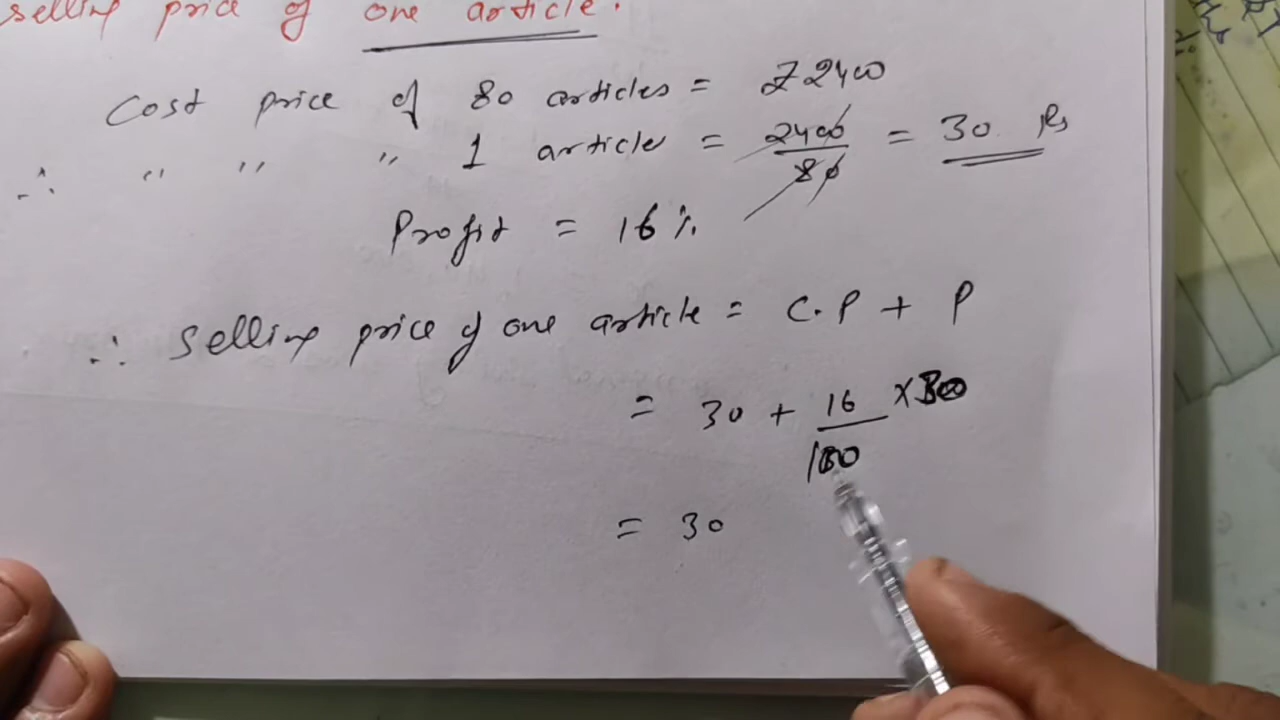 selling price of one article.
Cost price of 80 articles = ₹2400
∴ " " " 1 article = 2400/80 = 30 Rs
Profit = 16%
∴ Selling price of one article = C.P + P
= 30 + 16/100 × 30
= 30